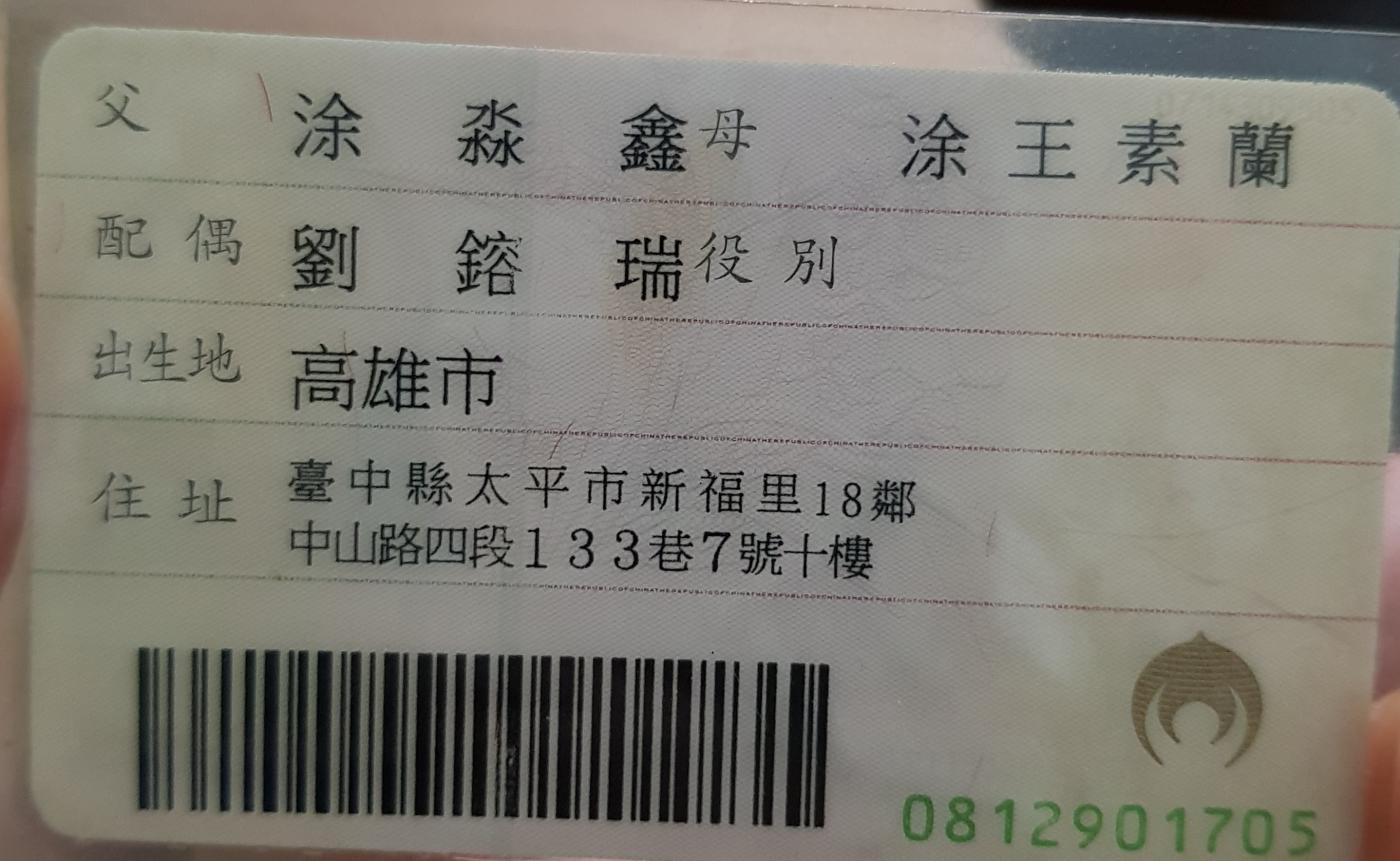 父 涂淼鑫 母 涂王素蘭
配偶 劉鎔瑞 役別
出生地 高雄市
住址 臺中縣太平市新福里18鄰
中山路四段133巷7號十樓
0812901705